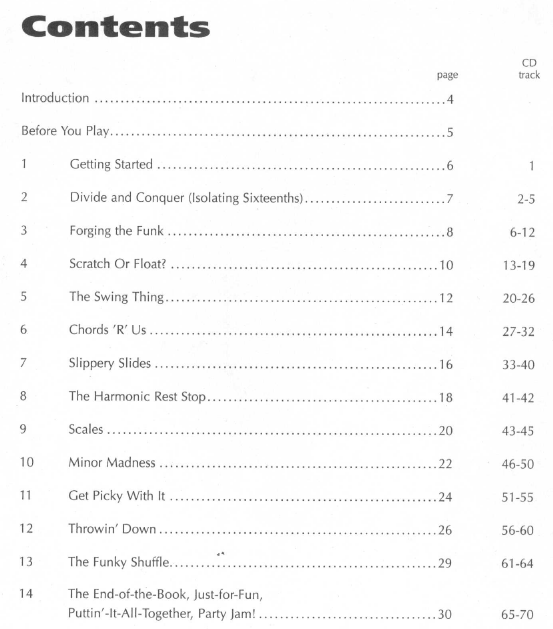 Contents
page CD
track
Introduction ....................................................................4
Before You Play................................................................5
1 Getting Started ......................................................6 1
2 Divide and Conquer (Isolating Sixteenths)...........................7 2-5
3 Forging the Funk .....................................................8 6-12
4 Scratch Or Float? ...................................................10 13-19
5 The Swing Thing.....................................................12 20-26
6 Chords 'R' Us .......................................................14 27-32
7 Slippery Slides .....................................................16 33-40
8 The Harmonic Rest Stop..............................................18 41-42
9 Scales ..............................................................20 43-45
10 Minor Madness .....................................................22 46-50
11 Get Picky With It ...................................................24 51-55
12 Throwin' Down .....................................................26 56-60
13 The Funky Shuffle...................................................29 61-64
14 The End-of-the-Book, Just-for-Fun,
Puttin'-It-All-Together, Party Jam! ..................................30 65-70